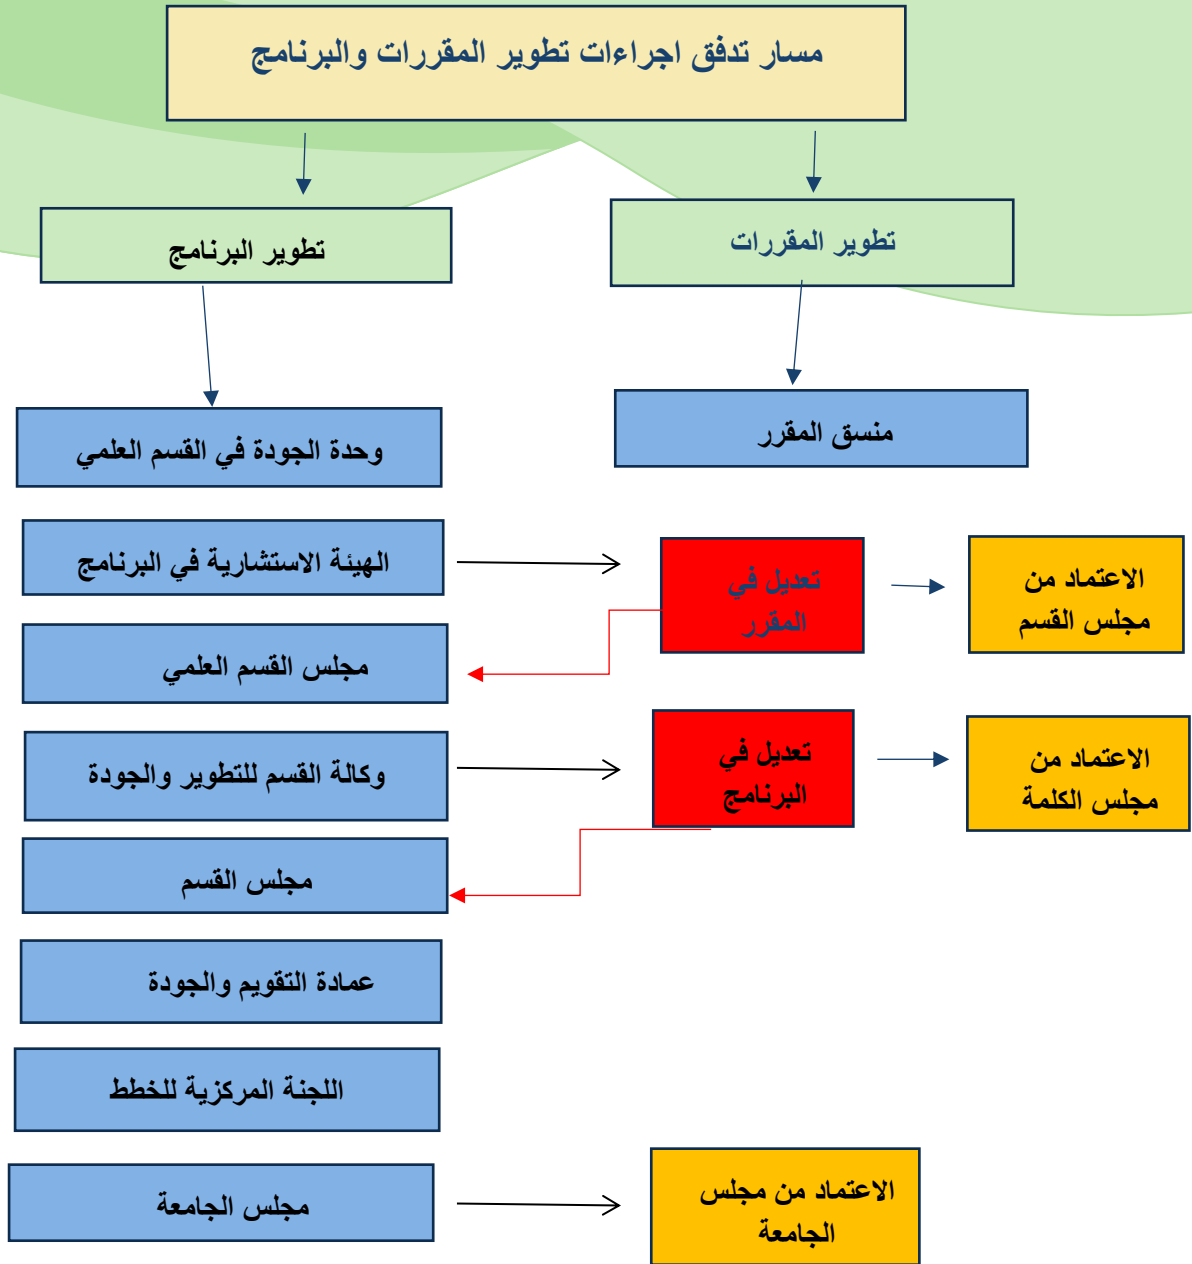 مسار تدفق اجراءات تطوير المقررات والبرنامج
تطوير المقررات
تطوير البرنامج
منسق المقرر
وحدة الجودة في القسم العلمي
الهيئة الاستشارية في البرنامج
تعديل في
المقرر
الاعتماد من
مجلس القسم
مجلس القسم العلمي
وكالة القسم للتطوير والجودة
تعديل في
البرنامج
الاعتماد من
مجلس الكلمة
مجلس القسم
عمادة التقويم والجودة
اللجنة المركزية للخطط
مجلس الجامعة
الاعتماد من مجلس
الجامعة